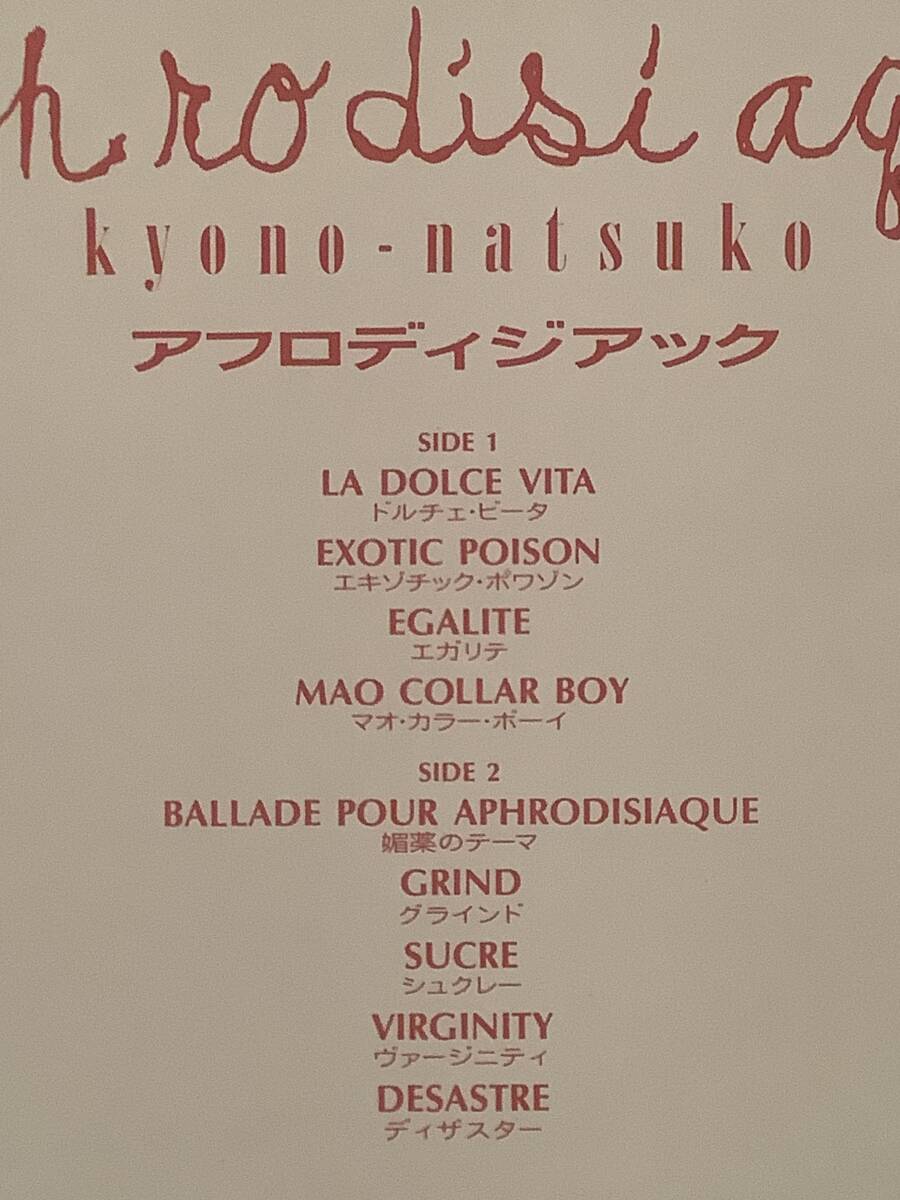 hrodisiaq
kyono-natsuko
アフロディジアック
SIDE 1
LA DOLCE VITA
ドルチェ・ビータ
EXOTIC POISON
エキゾチック・ポワゾン
EGALITE
エガリテ
MAO COLLAR BOY
マオ・カラー・ボーイ
SIDE 2
BALLADE POUR APHRODISIAQUE
媚薬のテーマ
GRIND
グラインド
SUCRE
シュクレー
VIRGINITY
ヴァージニティ
DESASTRE
ディザスター